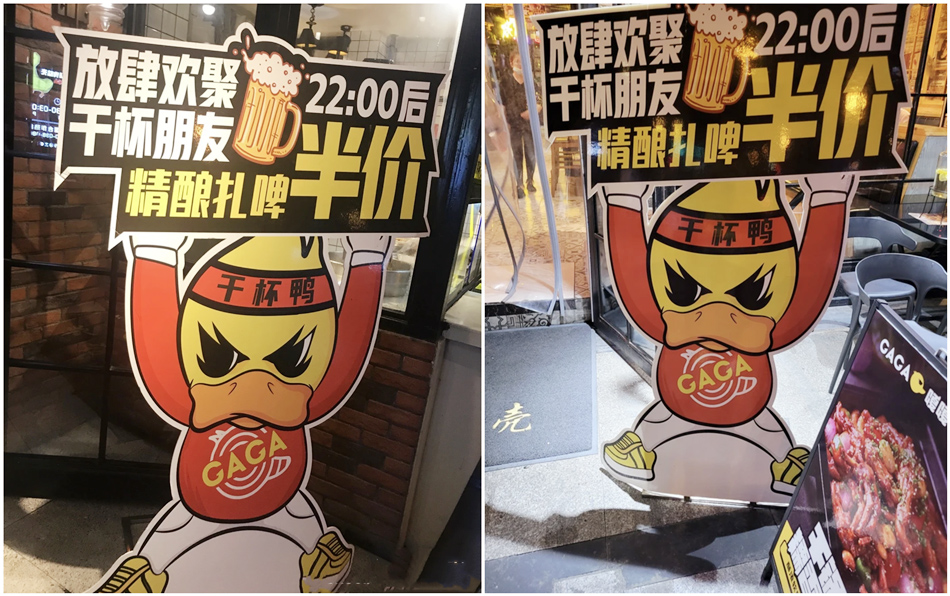 放肆欢聚
干杯朋友
22:00后
精酿扎啤
半价
干杯鸭
GAGA
放肆欢聚
干杯朋友
22:00后
精酿扎啤
半价
干杯鸭
GAGA
壳
GAGA